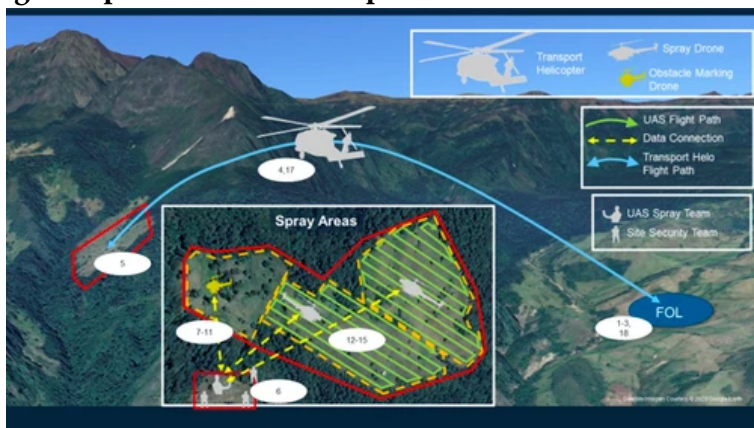 Transport
Helicopter
Spray Drone
Obstacle Marking
Drone
UAS Flight Path
Data Connection
Transport Helo
Flight Path
UAS Spray Team
Site Security Team
4,17
Spray Areas
5
7-11
12-15
6
FOL
1-3,
18